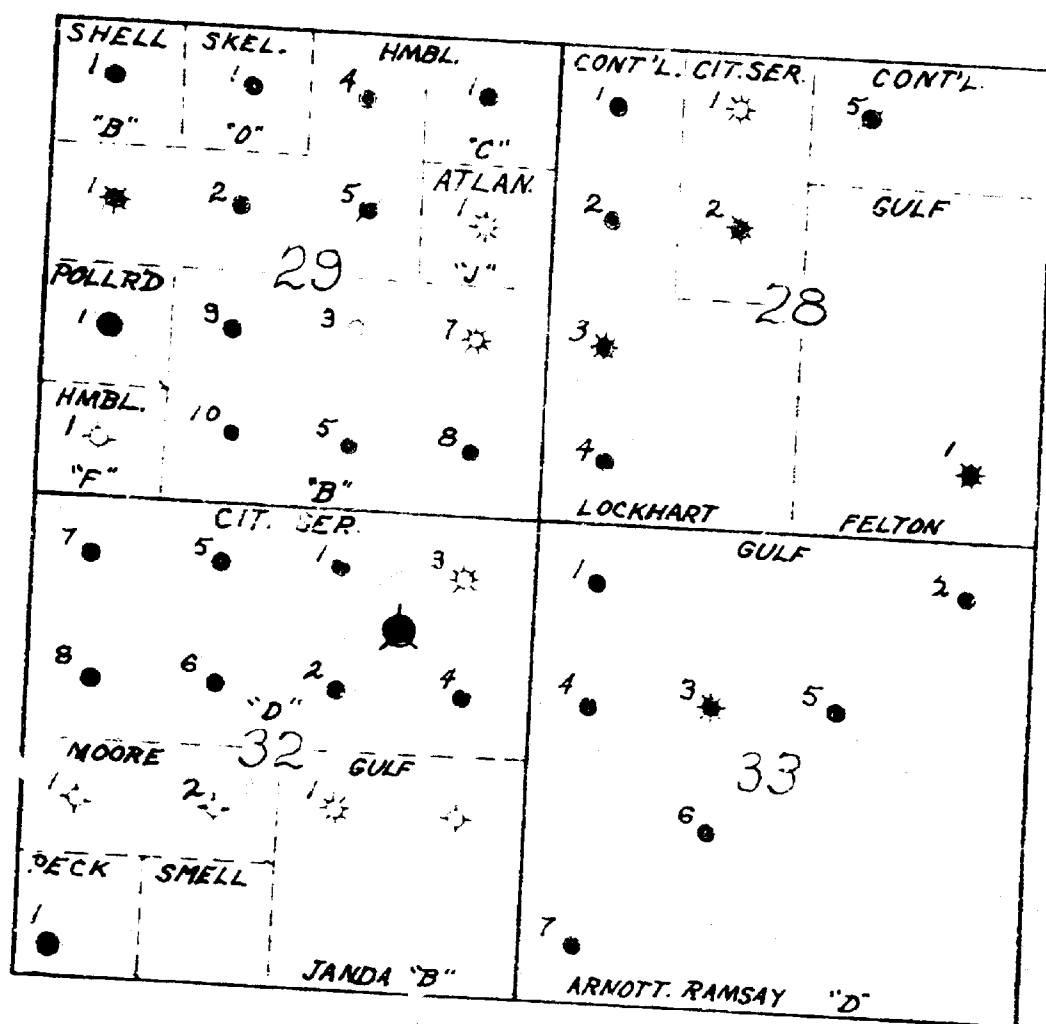 SHELL SKEL. HMBL. CONT'L. CIT.SER. CONT'L.
1 1 4 1 1 1 5
"B" "O" "C"
ATLAN.
1 2 5 1 2 2 GULF
"J"
29
POLLR'D
28
1 9 3 7 3
HMBL.
1 10 5 8 4 1
"F" "B"
LOCKHART FELTON
CIT. SER. GULF
7 5 1 3 1 2
8 6 2 4 4 3 5
"D"
MOORE 32 GULF 33
1 2 1 6
PECK SMELL
1 7
JANDA "B" ARNOTT. RAMSAY "D"